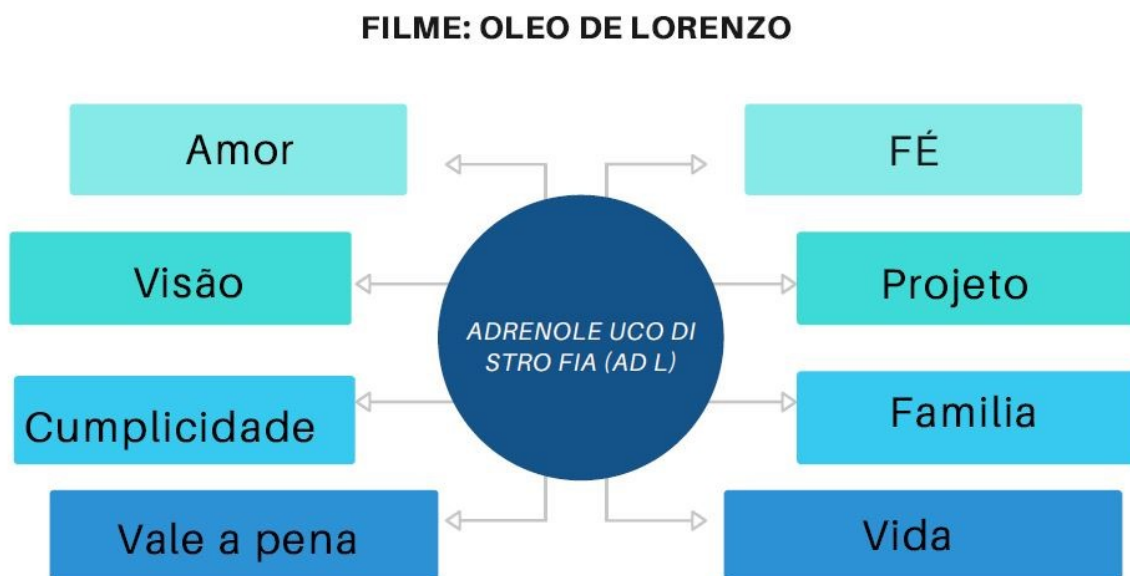 FILME: OLEO DE LORENZO
Amor
FÉ
Visão
Projeto
ADRENOLE UCO DI
STRO FIA (AD L)
Cumplicidade
Familia
Vale a pena
Vida